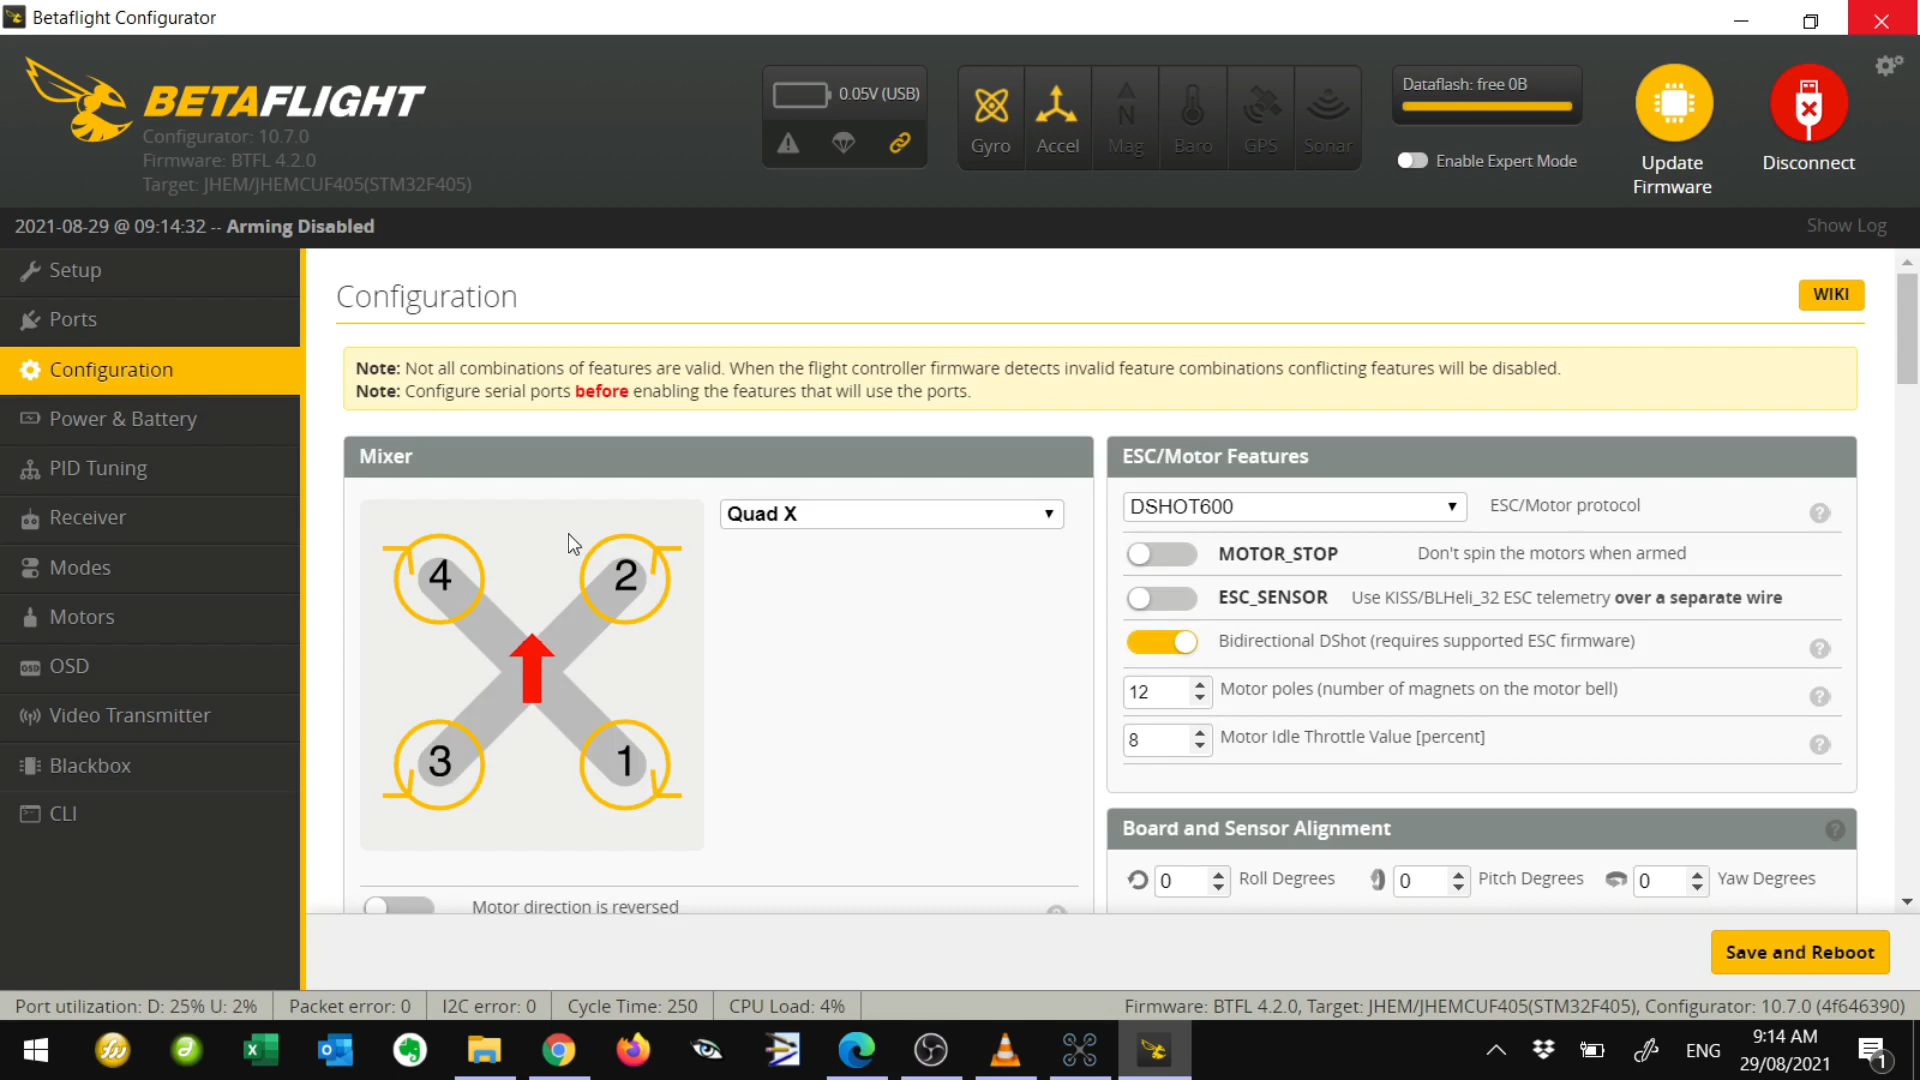 Betaflight Configurator
BETAFLIGHT
Configurator: 10.7.0
Firmware: BTFL 4.2.0
Target: JHEM/JHEMCUF405(STM32F405)
0.05V (USB)
Gyro
Accel
Mag
Baro
GPS
Sonar
Dataflash: free 0B
Enable Expert Mode
Update
Firmware
Disconnect
2021-08-29 @ 09:14:32 -- Arming Disabled
Show Log
Setup
Ports
Configuration
Power & Battery
PID Tuning
Receiver
Modes
Motors
OSD
Video Transmitter
Blackbox
CLI
Configuration
WIKI
Note: Not all combinations of features are valid. When the flight controller firmware detects invalid feature combinations conflicting features will be disabled.
Note: Configure serial ports before enabling the features that will use the ports.
Mixer
Quad X
4
2
3
1
Motor direction is reversed
ESC/Motor Features
DSHOT600 ESC/Motor protocol
MOTOR_STOP Don't spin the motors when armed
ESC_SENSOR Use KISS/BLHeli_32 ESC telemetry over a separate wire
Bidirectional DShot (requires supported ESC firmware)
12 Motor poles (number of magnets on the motor bell)
8 Motor Idle Throttle Value [percent]
Board and Sensor Alignment
0 Roll Degrees 0 Pitch Degrees 0 Yaw Degrees
Save and Reboot
Port utilization: D: 25% U: 2% Packet error: 0 I2C error: 0 Cycle Time: 250 CPU Load: 4%
Firmware: BTFL 4.2.0, Target: JHEM/JHEMCUF405(STM32F405), Configurator: 10.7.0 (4f646390)
ENG
9:14 AM
29/08/2021
1